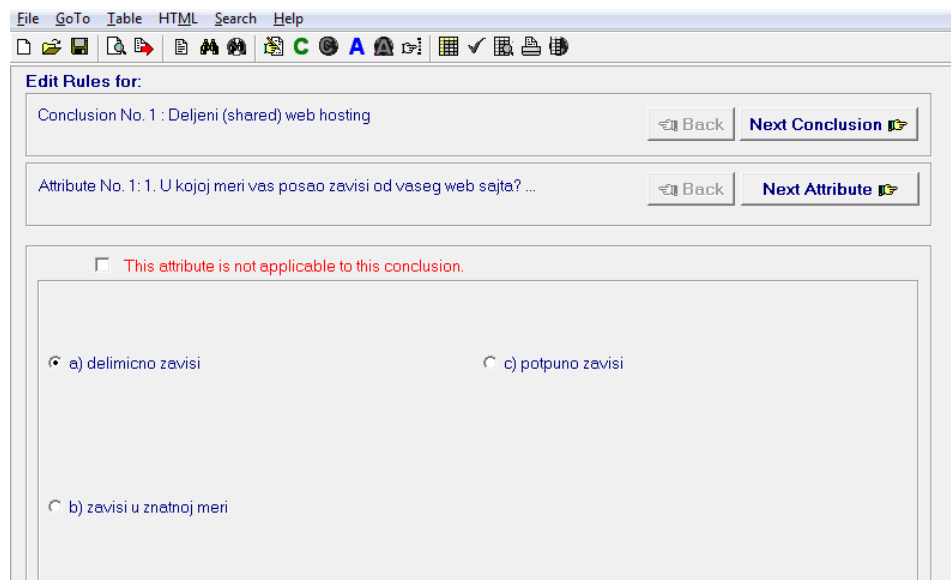 File GoTo Table HTML Search Help
C C A A
Edit Rules for:
Conclusion No. 1 : Deljeni (shared) web hosting
Back Next Conclusion
Attribute No. 1: 1. U kojoj meri vas posao zavisi od vaseg web sajta? ...
Back Next Attribute
This attribute is not applicable to this conclusion.
a) delimicno zavisi
c) potpuno zavisi
b) zavisi u znatnoj meri